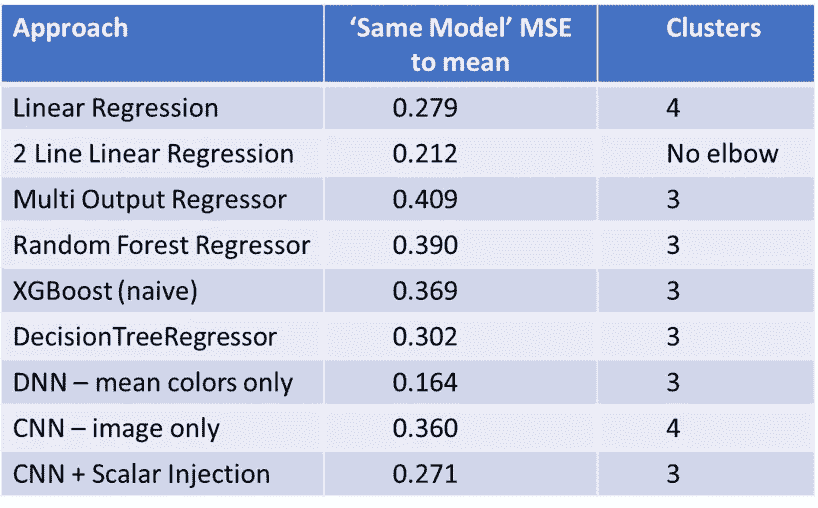 Approach ‘Same Model’ MSE to mean Clusters
Linear Regression 0.279 4
2 Line Linear Regression 0.212 No elbow
Multi Output Regressor 0.409 3
Random Forest Regressor 0.390 3
XGBoost (naive) 0.369 3
DecisionTreeRegressor 0.302 3
DNN – mean colors only 0.164 3
CNN – image only 0.360 4
CNN + Scalar Injection 0.271 3